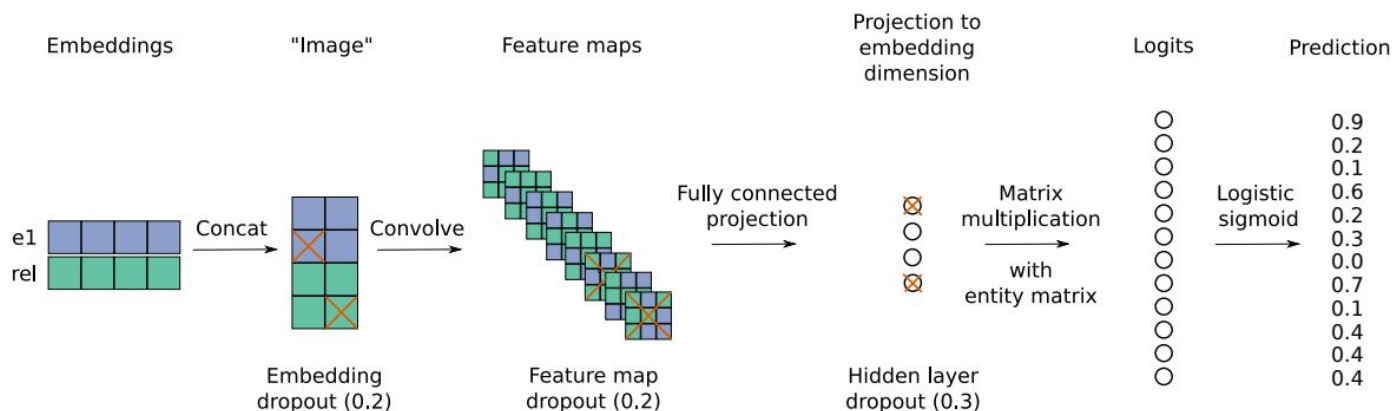 Embeddings
"Image"
Feature maps
Projection to
embedding
dimension
Logits
Prediction
e1
rel
Concat
Convolve
Fully connected
projection
Matrix
multiplication
with
entity matrix
Logistic
sigmoid
0.9
0.2
0.1
0.6
0.2
0.3
0.0
0.7
0.1
0.4
0.4
0.4
Embedding
dropout (0.2)
Feature map
dropout (0.2)
Hidden layer
dropout (0.3)